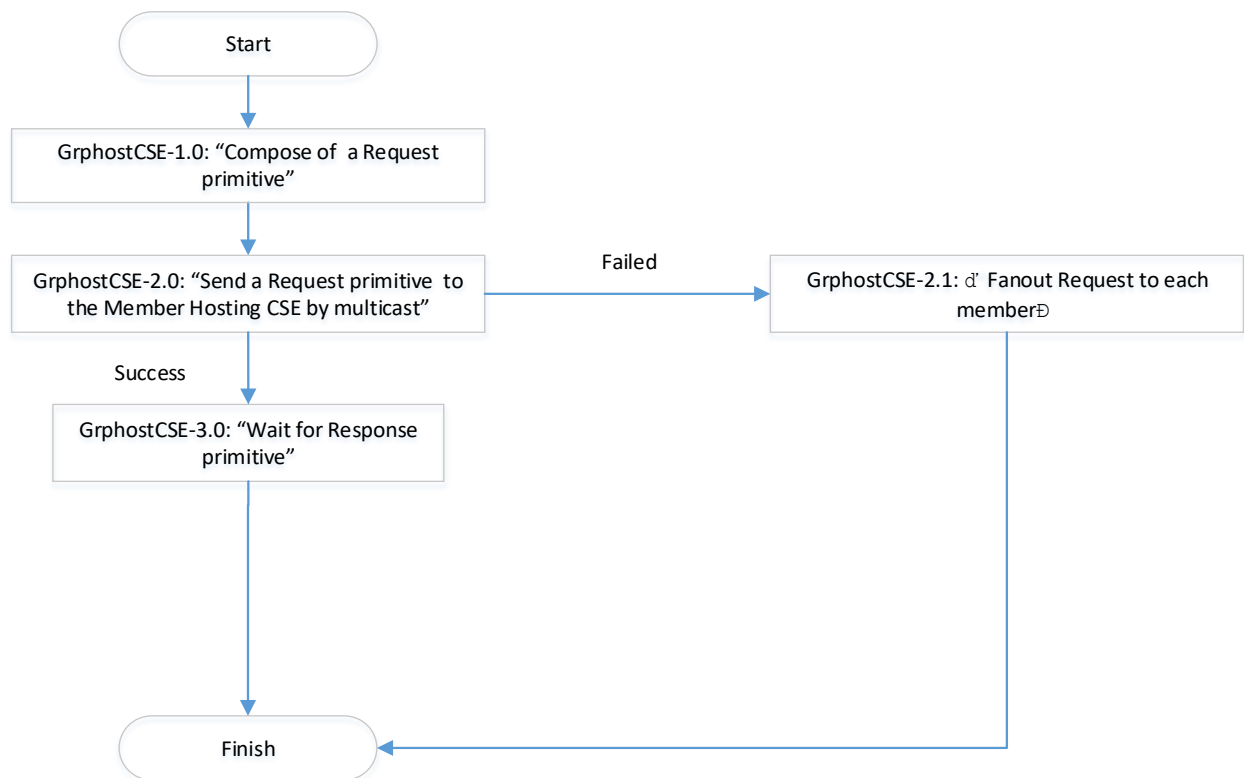 Start
GrphostCSE-1.0: “Compose of a Request
primitive”
GrphostCSE-2.0: “Send a Request primitive to
the Member Hosting CSE by multicast”
Failed
GrphostCSE-2.1: ď Fanout Request to each
memberĐ
Success
GrphostCSE-3.0: “Wait for Response
primitive”
Finish